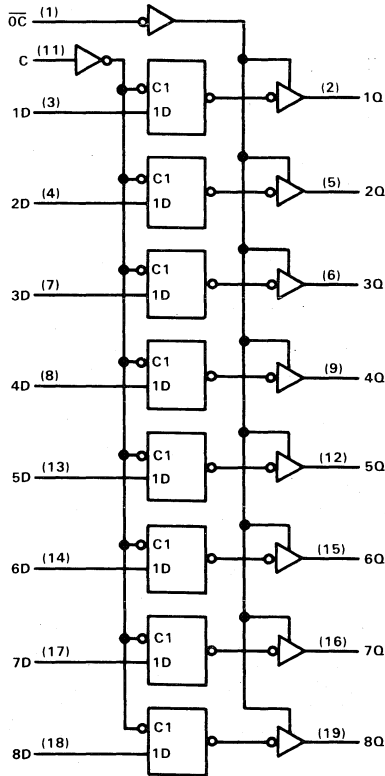 OC (1)
C (11)
C1 (2) 1Q
1D (3) 1D
C1 (5) 2Q
2D (4) 1D
C1 (6) 3Q
3D (7) 1D
C1 (9) 4Q
4D (8) 1D
C1 (12) 5Q
5D (13) 1D
C1 (15) 6Q
6D (14) 1D
C1 (16) 7Q
7D (17) 1D
C1 (19) 8Q
8D (18) 1D